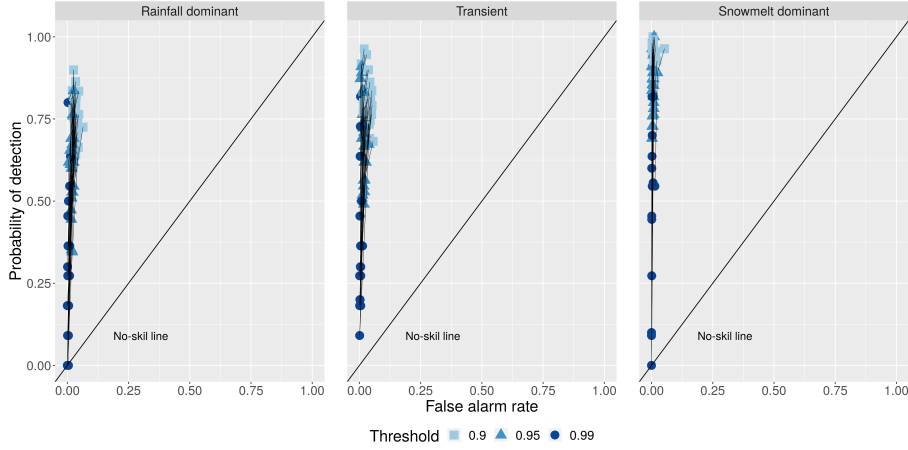 Rainfall dominant
Transient
Snowmelt dominant
Probability of detection
1.00
0.75
0.50
0.25
0.00
No-skil line
No-skil line
No-skil line
0.00 0.25 0.50 0.75 1.00
0.00 0.25 0.50 0.75 1.00
0.00 0.25 0.50 0.75 1.00
False alarm rate
Threshold 0.9 0.95 0.99